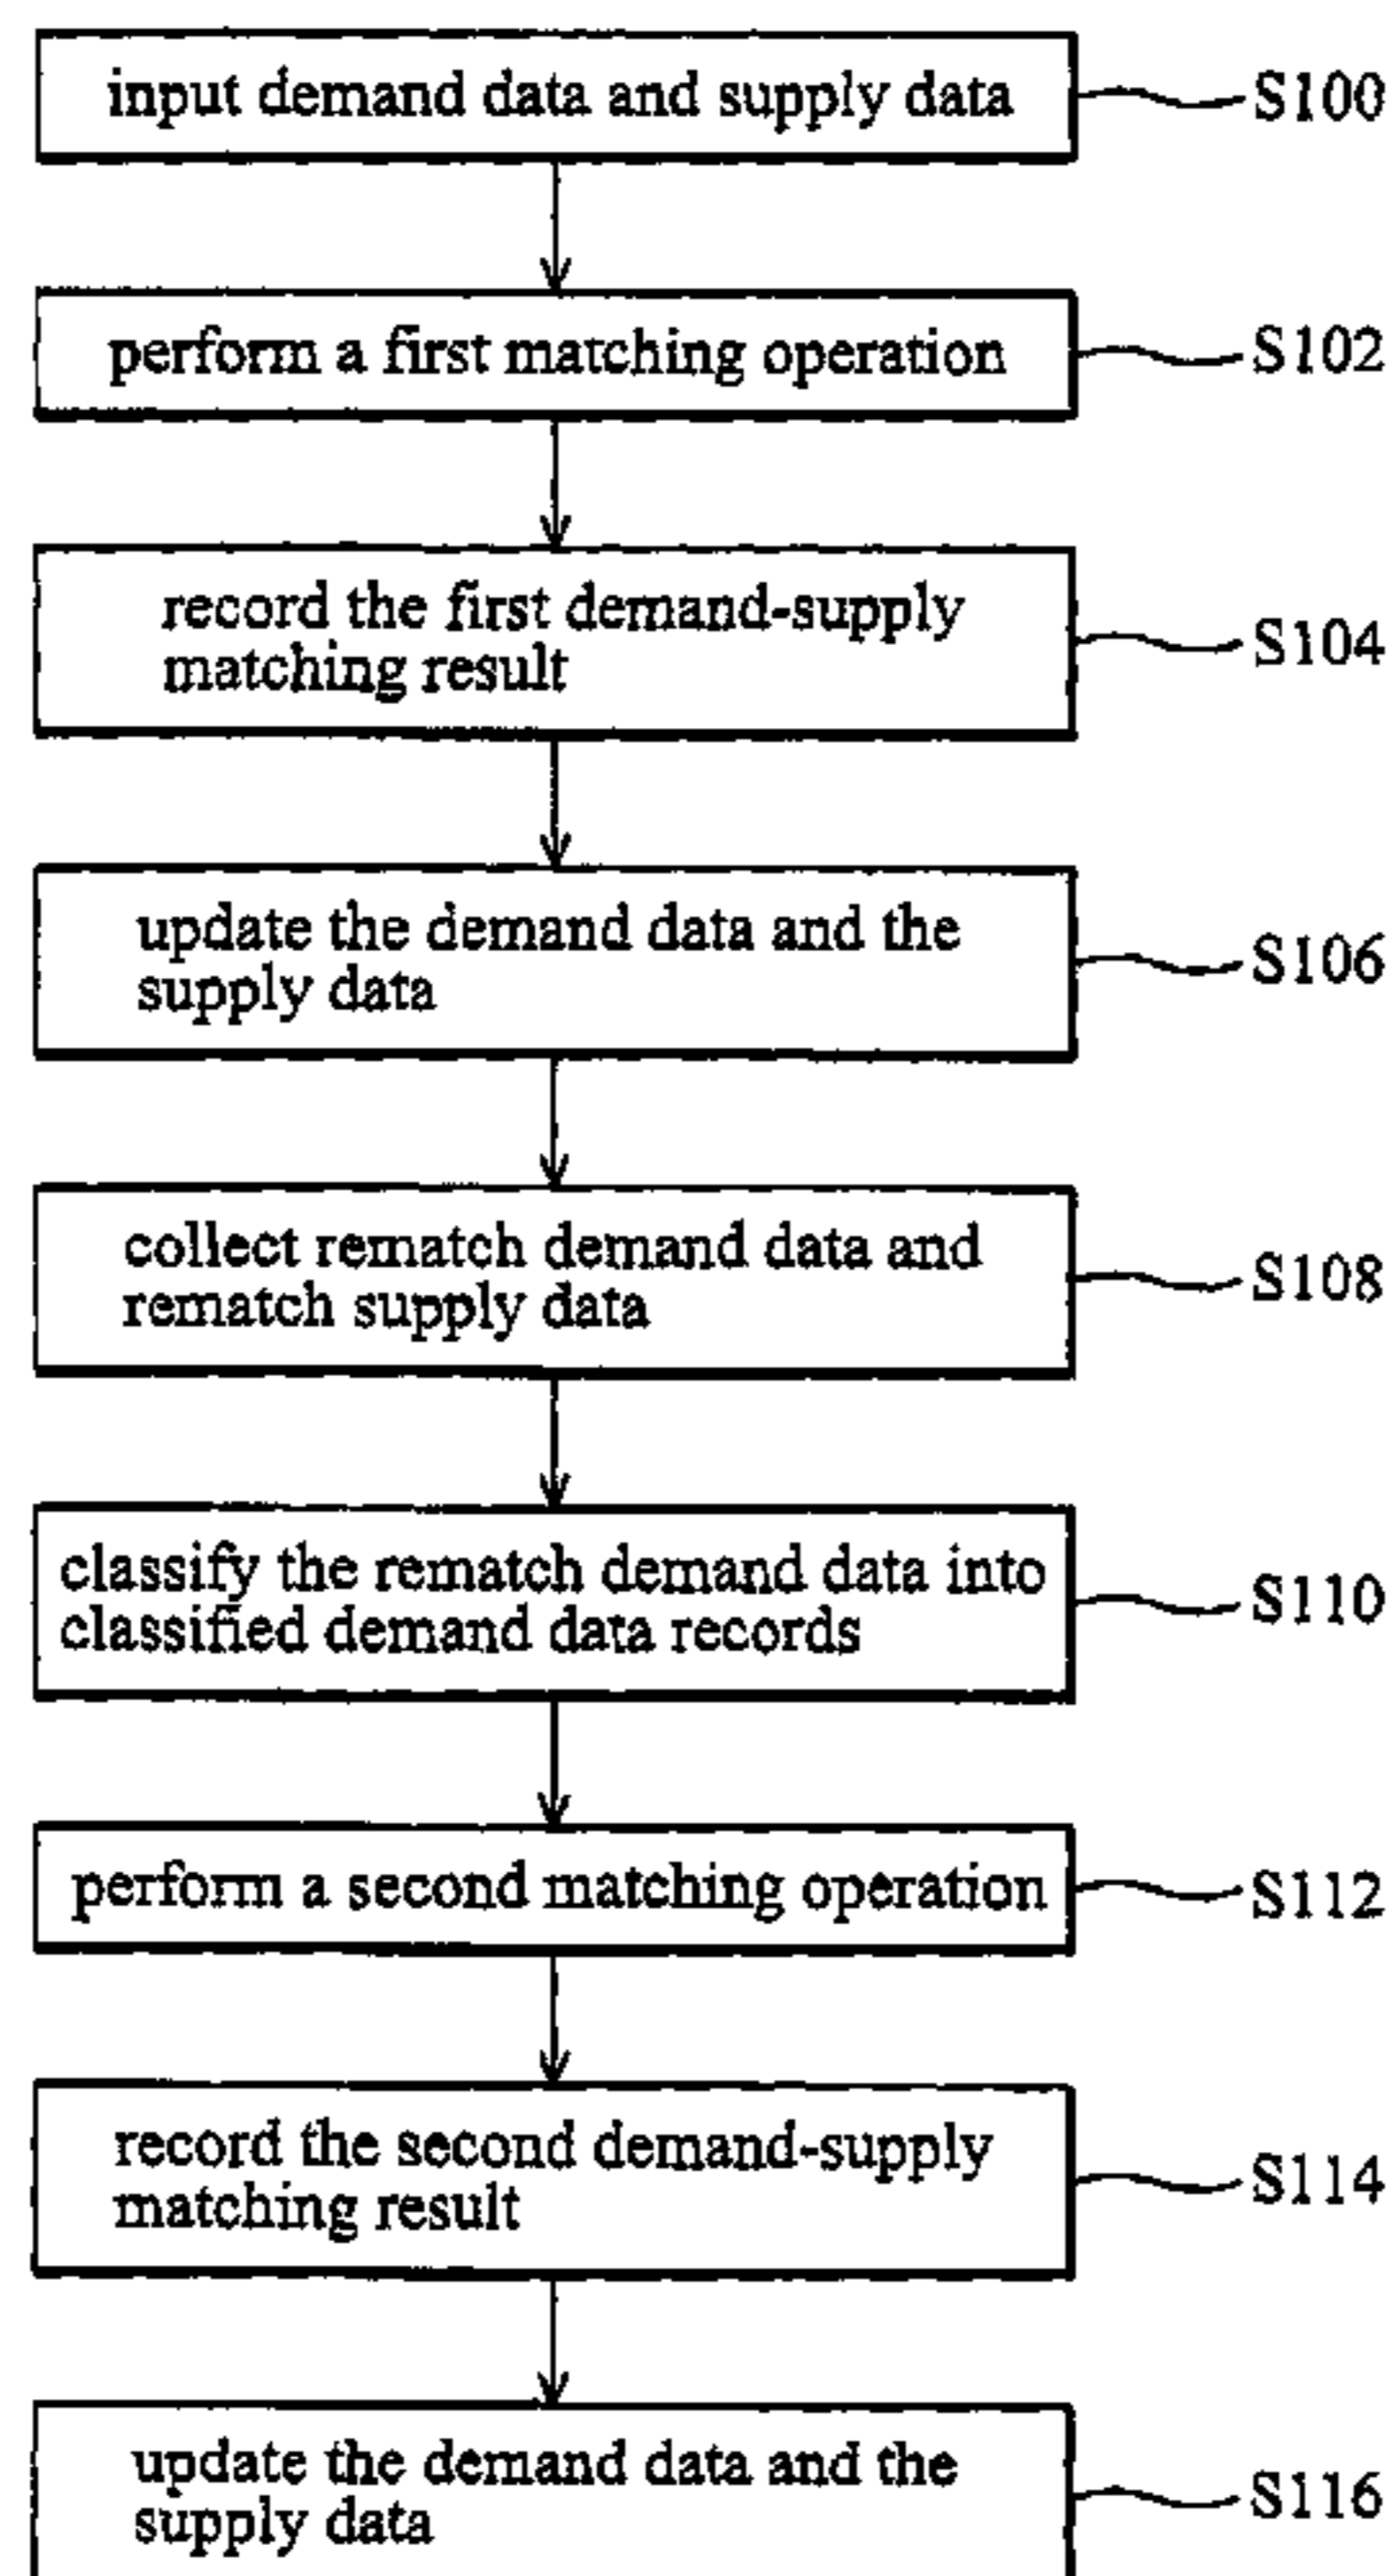 input demand data and supply data
S100
perform a first matching operation
S102
record the first demand-supply
matching result
S104
update the demand data and the
supply data
S106
collect rematch demand data and
rematch supply data
S108
classify the rematch demand data into
classified demand data records
S110
perform a second matching operation
S112
record the second demand-supply
matching result
S114
update the demand data and the
supply data
S116